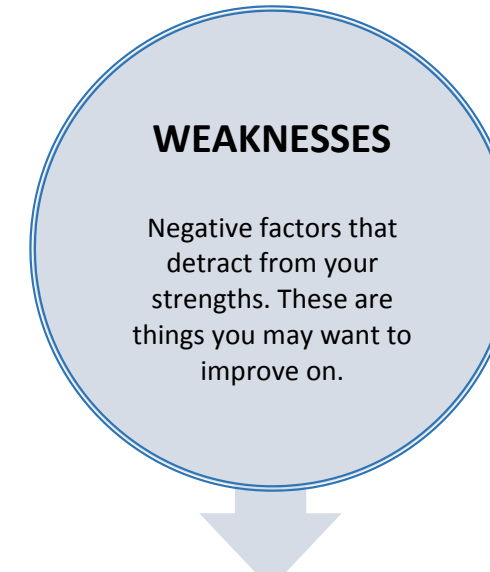 WEAKNESSES
Negative factors that
detract from your
strengths. These are
things you may want to
improve on.